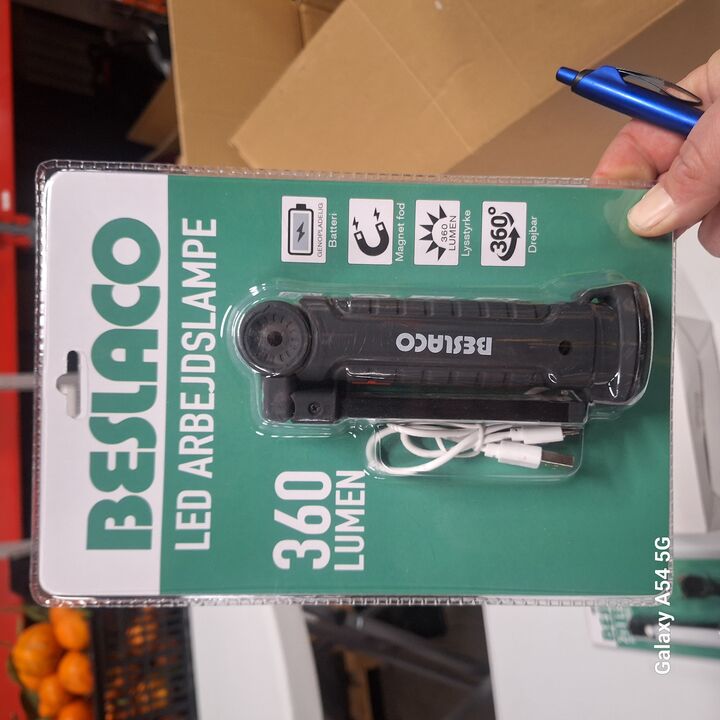 BESLACO
LED ARBEJDSLAMPE
360
LUMEN
GENOPLADELIG
Batteri
Magnet fod
360
LUMEN
Lysstyrke
360°
Drejbar
BESLACO
Galaxy A54 5G